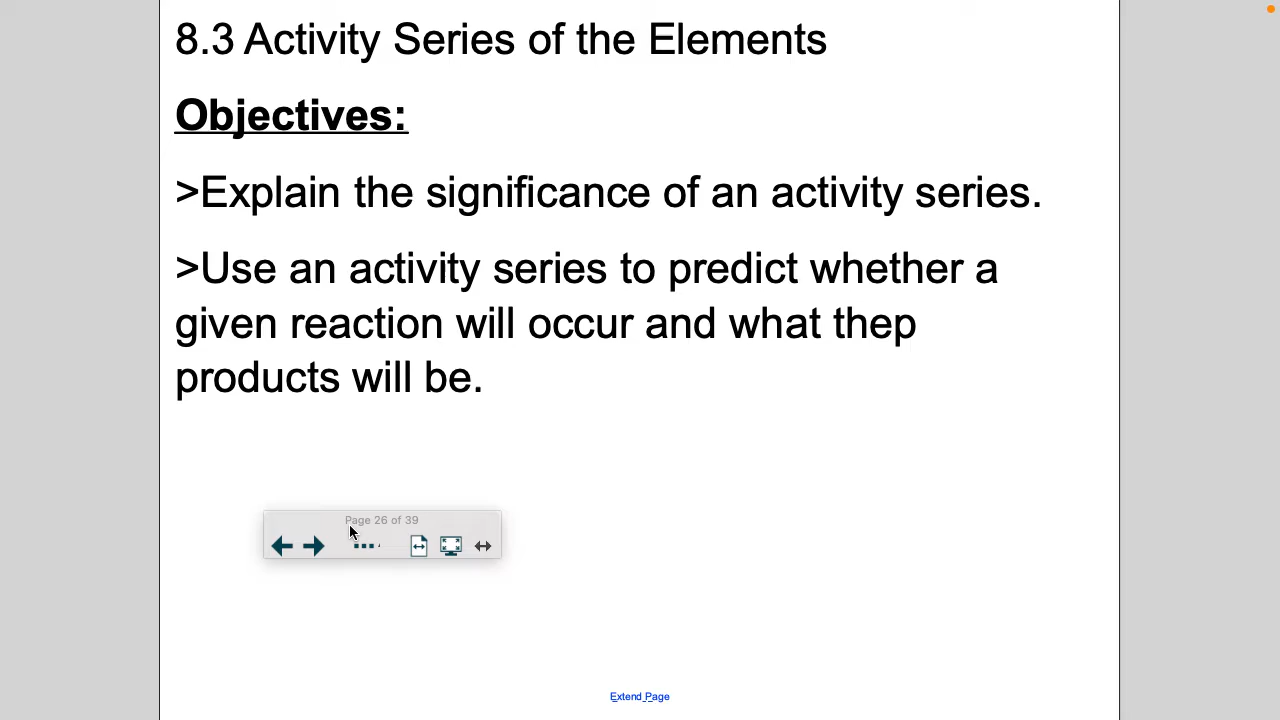 8.3 Activity Series of the Elements
Objectives:
>Explain the significance of an activity series.
>Use an activity series to predict whether a
given reaction will occur and what thep
products will be.
Page 26 of 39
Extend Page